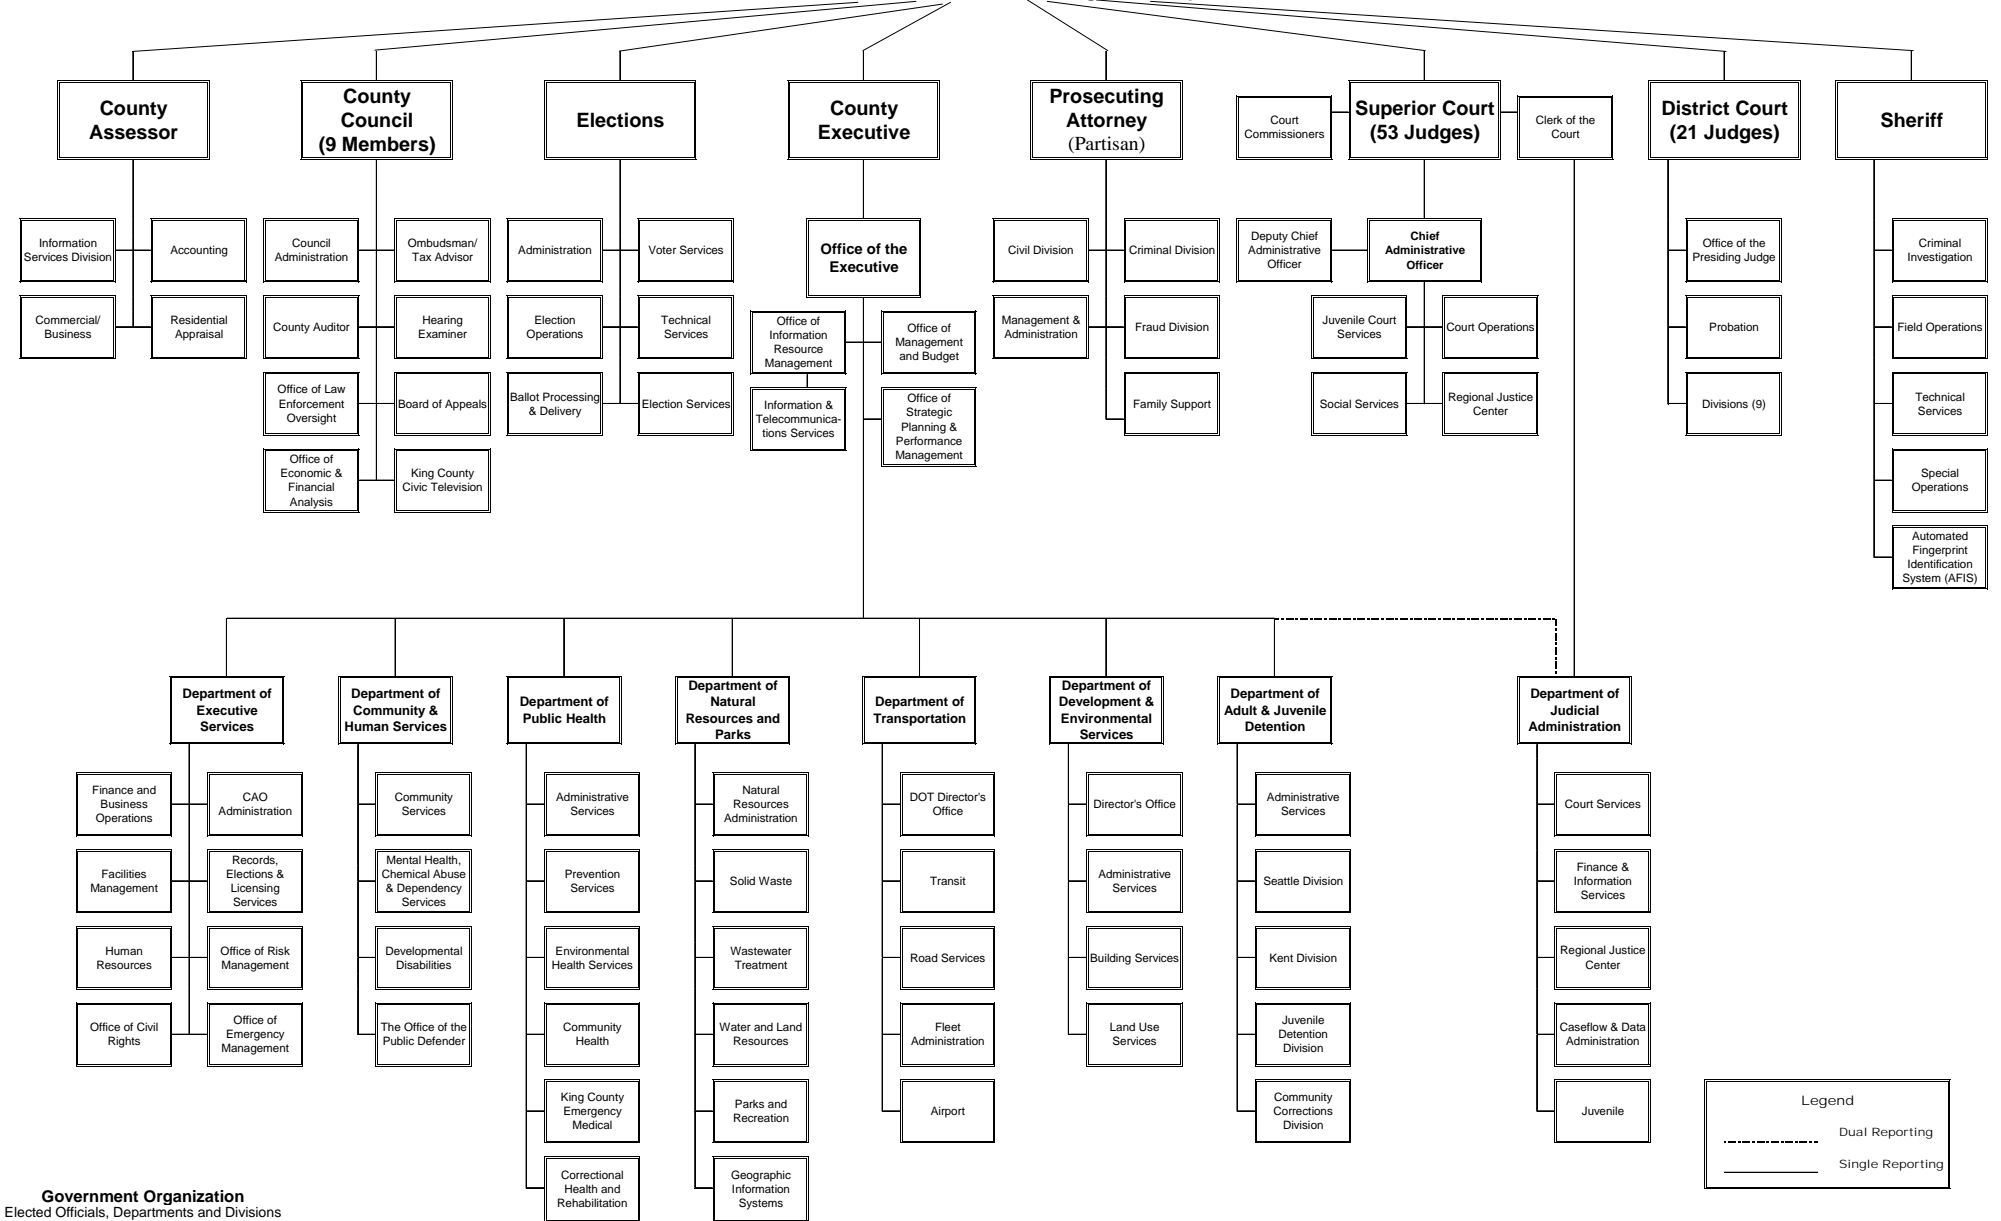 County
Assessor
County
Council
(9 Members)
Elections
County
Executive
Prosecuting
Attorney
(Partisan)
Court
Commissioners
Superior Court
(53 Judges)
Clerk of the
Court
District Court
(21 Judges)
Sheriff
Information
Services Division
Accounting
Commercial/
Business
Residential
Appraisal
Council
Administration
Ombudsman/
Tax Advisor
County Auditor
Hearing
Examiner
Office of Law
Enforcement
Oversight
Board of Appeals
Office of
Economic &
Financial
Analysis
King County
Civic Television
Administration
Voter Services
Election
Operations
Technical
Services
Ballot Processing
& Delivery
Election Services
Office of the
Executive
Office of
Information
Resource
Management
Office of
Management
and Budget
Information &
Telecommunica-
tions Services
Office of
Strategic
Planning &
Performance
Management
Civil Division
Criminal Division
Management &
Administration
Fraud Division
Family Support
Deputy Chief
Administrative
Officer
Chief
Administrative
Officer
Juvenile Court
Services
Court Operations
Social Services
Regional Justice
Center
Office of the
Presiding Judge
Probation
Divisions (9)
Criminal
Investigation
Field Operations
Technical
Services
Special
Operations
Automated
Fingerprint
Identification
System (AFIS)
Department of
Executive
Services
Department of
Community &
Human Services
Department of
Public Health
Department of
Natural
Resources and
Parks
Department of
Transportation
Department of
Development &
Environmental
Services
Department of
Adult & Juvenile
Detention
Department of
Judicial
Administration
Finance and
Business
Operations
CAO
Administration
Facilities
Management
Records,
Elections &
Licensing
Services
Human
Resources
Office of Risk
Management
Office of Civil
Rights
Office of
Emergency
Management
Community
Services
Mental Health,
Chemical Abuse
& Dependency
Services
Developmental
Disabilities
The Office of the
Public Defender
Administrative
Services
Prevention
Services
Environmental
Health Services
Community
Health
King County
Emergency
Medical
Correctional
Health and
Rehabilitation
Natural
Resources
Administration
Solid Waste
Wastewater
Treatment
Water and Land
Resources
Parks and
Recreation
Geographic
Information
Systems
DOT Director's
Office
Transit
Road Services
Fleet
Administration
Airport
Director's Office
Administrative
Services
Building Services
Land Use
Services
Administrative
Services
Seattle Division
Kent Division
Juvenile
Detention
Division
Community
Corrections
Division
Court Services
Finance &
Information
Services
Regional Justice
Center
Caseflow & Data
Administration
Juvenile
Legend
Dual Reporting
Single Reporting
Government Organization
Elected Officials, Departments and Divisions